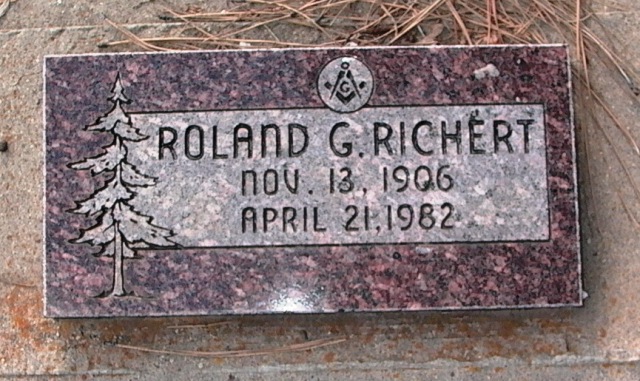 G
ROLAND G. RICHERT
NOV. 13, 1906
APRIL 21, 1982